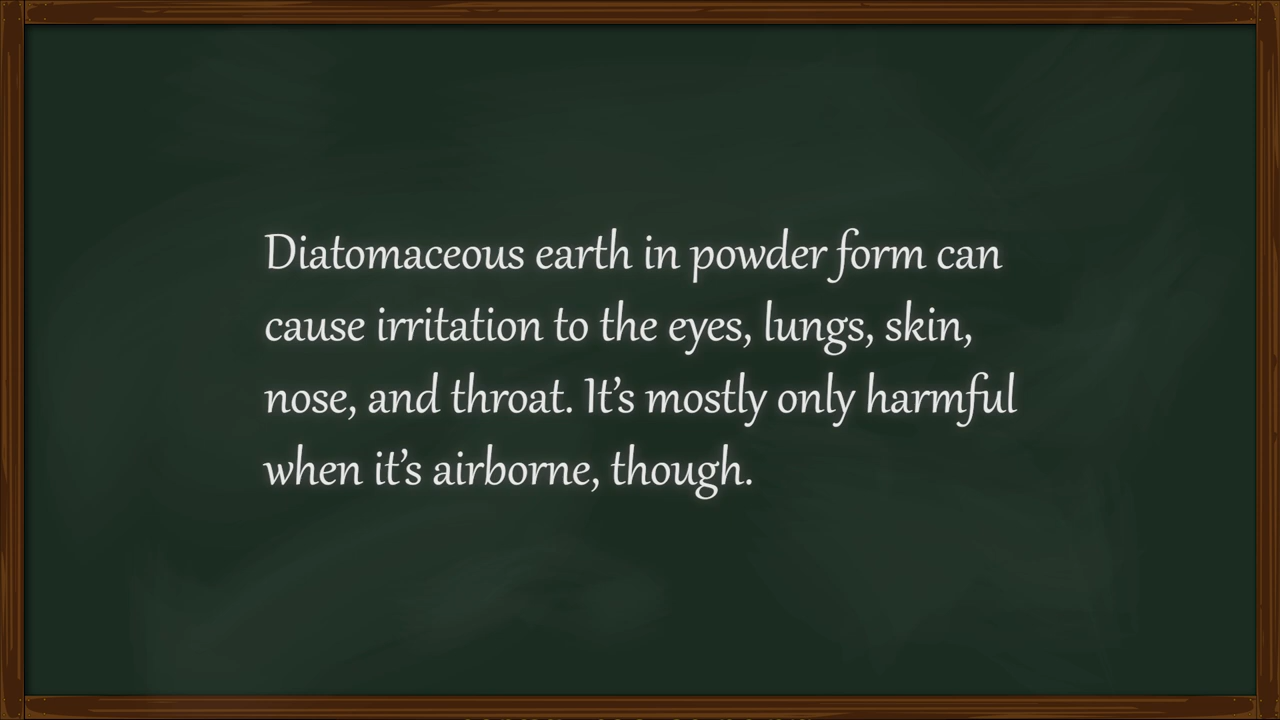 Diatomaceous earth in powder form can
cause irritation to the eyes, lungs, skin,
nose, and throat. It’s mostly only harmful
when it’s airborne, though.